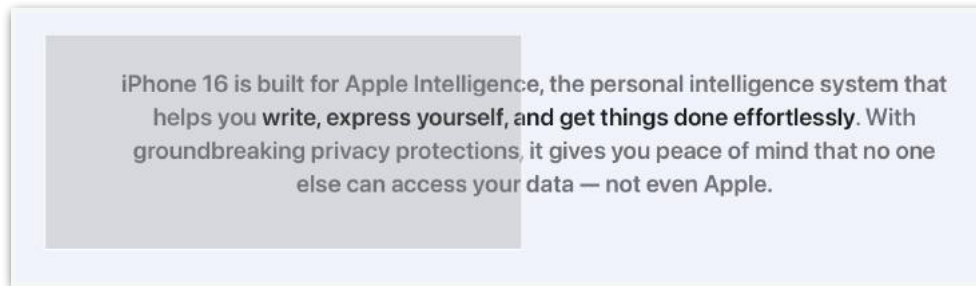 iPhone 16 is built for Apple Intelligence, the personal intelligence system that
helps you write, express yourself, and get things done effortlessly. With
groundbreaking privacy protections, it gives you peace of mind that no one
else can access your data — not even Apple.